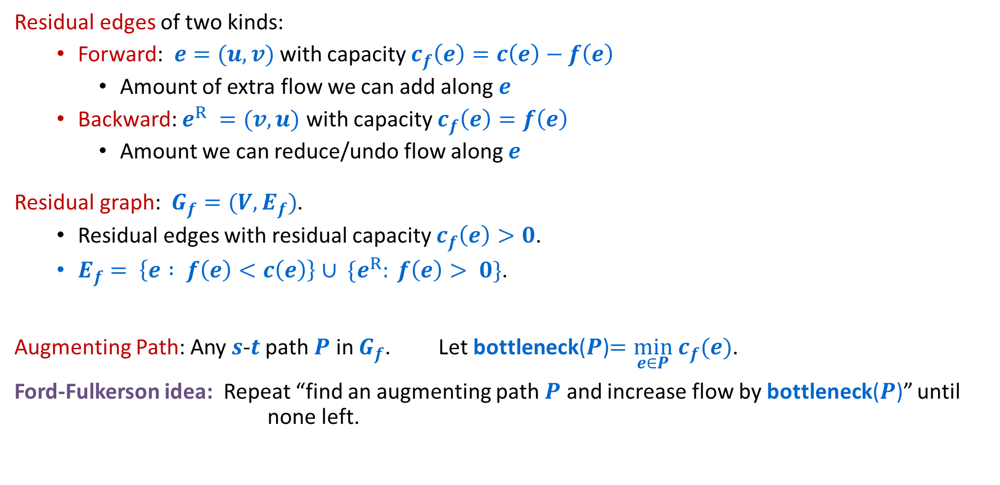 Residual edges of two kinds:
• Forward: e = (u, v) with capacity c_f(e) = c(e) − f(e)
• Amount of extra flow we can add along e
• Backward: e^R = (v, u) with capacity c_f(e) = f(e)
• Amount we can reduce/undo flow along e
Residual graph: G_f = (V, E_f).
• Residual edges with residual capacity c_f(e) > 0.
• E_f = {e : f(e) < c(e)} ∪ {e^R: f(e) > 0}.
Augmenting Path: Any s-t path P in G_f. Let bottleneck(P)= min_{e∈P} c_f(e).
Ford-Fulkerson idea: Repeat “find an augmenting path P and increase flow by bottleneck(P)” until
none left.